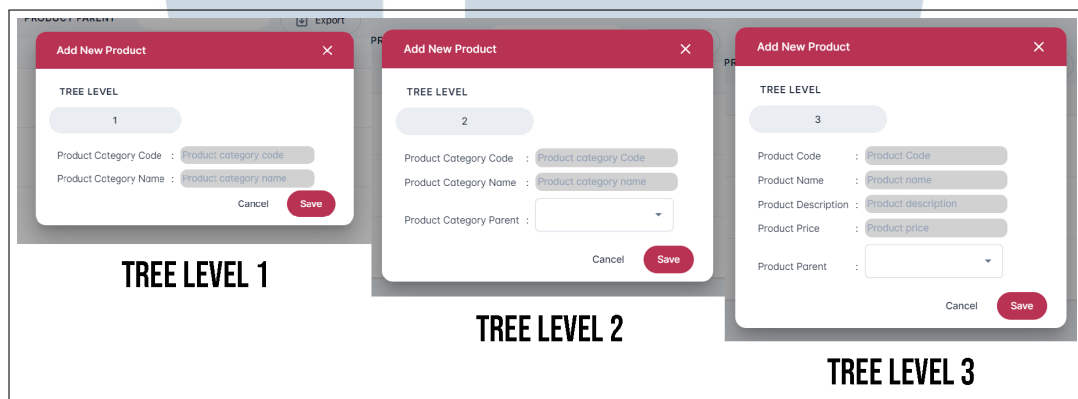 PRODUCT PARENT
Export
Add New Product
TREE LEVEL
1
Product Category Code : Product category code
Product Category Name : Product category name
Cancel Save
TREE LEVEL 1
PR
Add New Product
TREE LEVEL
2
Product Category Code : Product category Code
Product Category Name : Product category name
Product Category Parent :
Cancel Save
TREE LEVEL 2
PR
Add New Product
TREE LEVEL
3
Product Code : Product Code
Product Name : Product name
Product Description : Product description
Product Price : Product price
Product Parent :
Cancel Save
TREE LEVEL 3